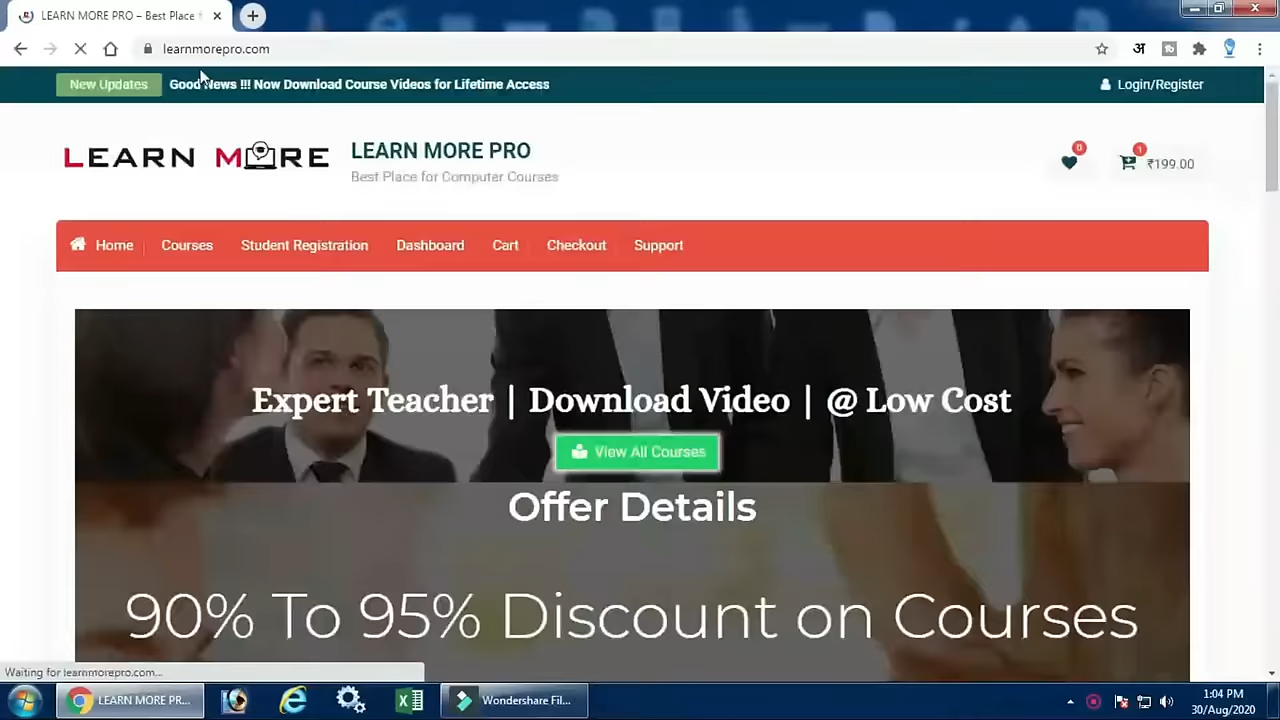 LEARN MORE PRO – Best Place
learnmorepro.com
अ
New Updates
Good News !!! Now Download Course Videos for Lifetime Access
Login/Register
LEARN MORE
LEARN MORE PRO
Best Place for Computer Courses
0
1
₹199.00
Home
Courses
Student Registration
Dashboard
Cart
Checkout
Support
Expert Teacher | Download Video | @ Low Cost
View All Courses
Offer Details
90% To 95% Discount on Courses
Waiting for learnmorepro.com...
LEARN MORE PR...
Wondershare Fil...
1:04 PM
30/Aug/2020